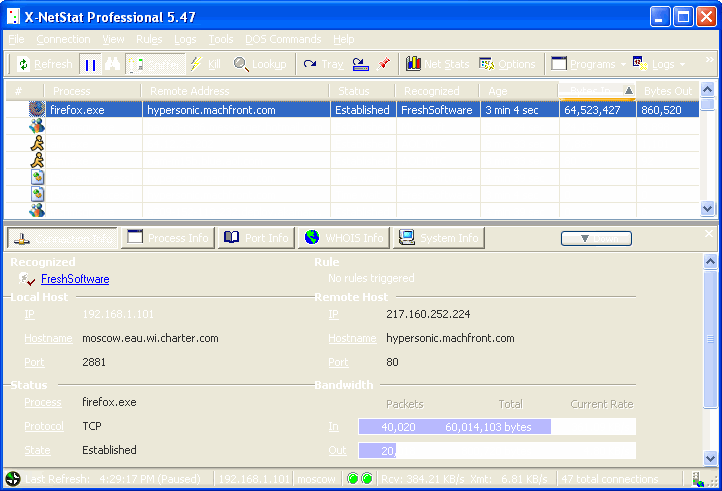 X-NetStat Professional 5.47
File Connection View Rules Logs Tools DOS Commands Help
Refresh Kill Lookup Tray Net Stats Options Programs Logs
# Process Remote Address Status Recognized Age Bytes In Bytes Out
firefox.exe hypersonic.machfront.com Established FreshSoftware 3 min 4 sec 64,523,427 860,520
Connection Info Process Info Port Info WHOIS Info System Info
Recognized Rule
FreshSoftware No rules triggered
Local Host Remote Host
IP 192.168.1.101 IP 217.160.252.224
Hostname moscow.eau.wi.charter.com Hostname hypersonic.machfront.com
Port 2881 Port 80
Status Bandwidth
Process firefox.exe Packets Total Current Rate
Protocol TCP In 40,020 60,014,103 bytes
State Established Out 20,
Last Refresh: 4:29:17 PM (Paused) 192.168.1.101 moscow Rcv: 384.21 KB/s Xmt: 6.81 KB/s 47 total connections